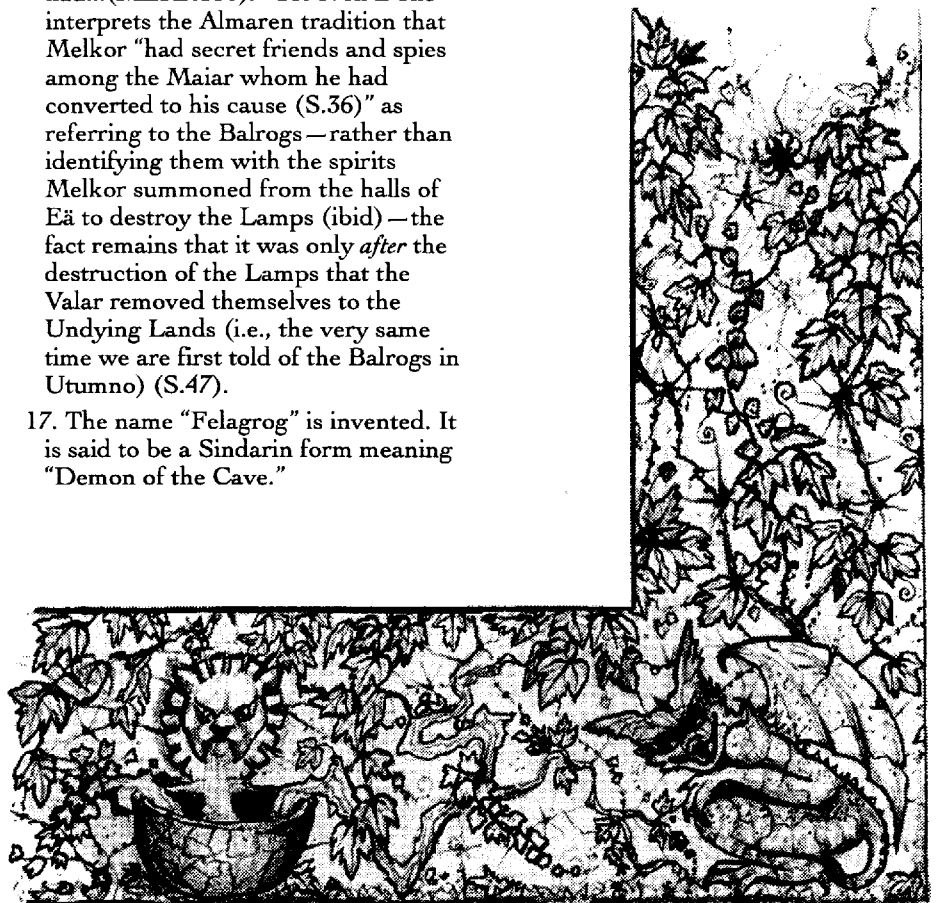 interprets the Almaren tradition that
Melkor “had secret friends and spies
among the Maiar whom he had
converted to his cause (S.36)” as
referring to the Balrogs—rather than
identifying them with the spirits
Melkor summoned from the halls of
Eä to destroy the Lamps (ibid)—the
fact remains that it was only after the
destruction of the Lamps that the
Valar removed themselves to the
Undying Lands (i.e., the very same
time we are first told of the Balrogs in
Utumno) (S.47).
17. The name “Felagrog” is invented. It
is said to be a Sindarin form meaning
“Demon of the Cave.”